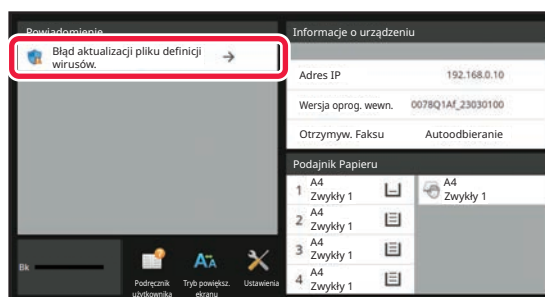 Powiadomienie
Błąd aktualizacji pliku definicji
wirusów.
Informacje o urządzeniu
Adres IP 192.168.0.10
Wersja oprog. wewn. 0078Q1Af_23030100
Otrzymyw. Faksu Autoodbieranie
Podajnik Papieru
1 A4
Zwykły 1
A4
Zwykły 1
2 A4
Zwykły 1
3 A4
Zwykły 1
4 A4
Zwykły 1
Bk
Podręcznik
użytkownika
Tryb powiększ.
ekranu
Ustawienia